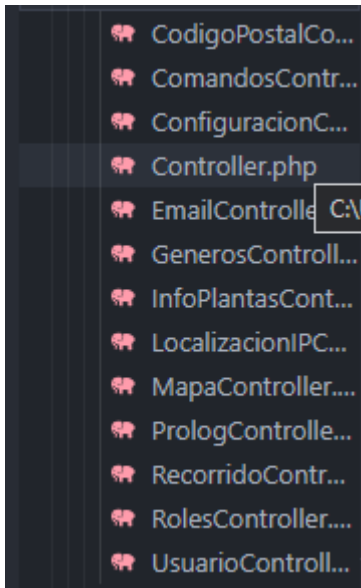 CodigoPostalCo...
ComandosContr...
ConfiguracionC...
Controller.php
EmailControlle C:\
GenerosControll...
InfoPlantasCont...
LocalizacionIPC...
MapaController....
PrologControlle...
RecorridoContr...
RolesController....
UsuarioControll...